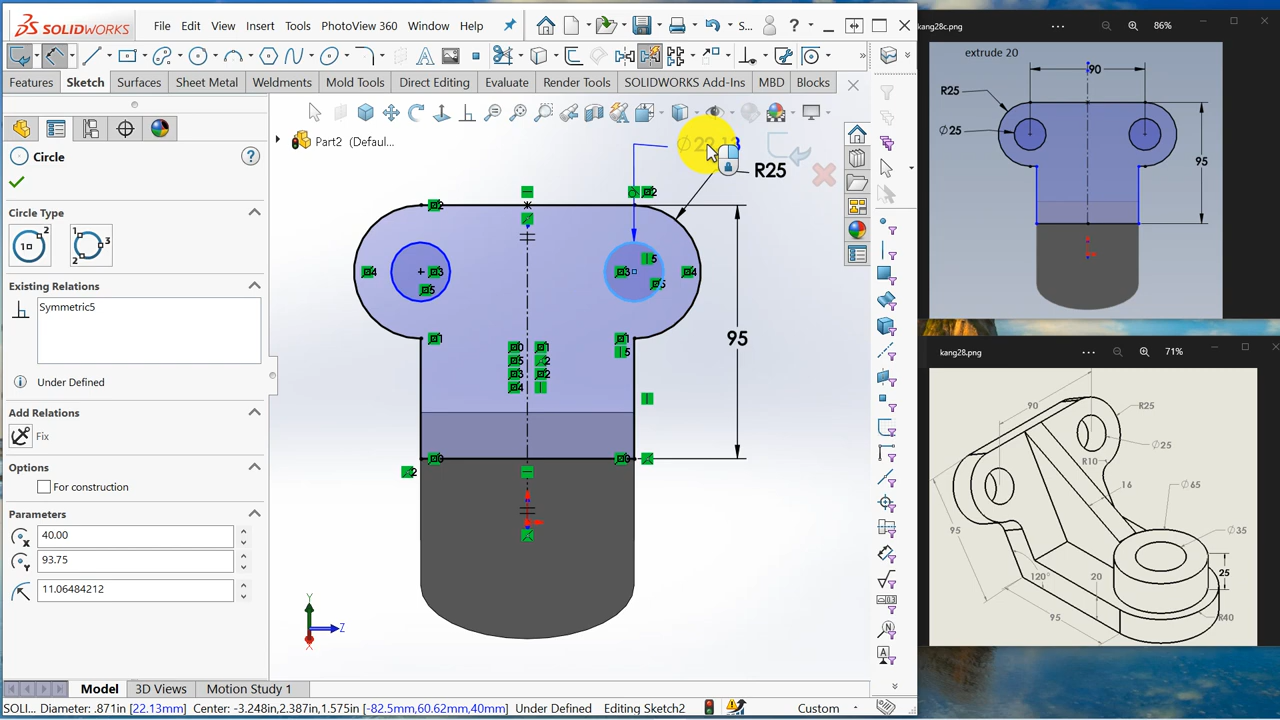 SOLIDWORKS
File Edit View Insert Tools PhotoView 360 Window Help
S...
Features Sketch Surfaces Sheet Metal Weldments Mold Tools Direct Editing Evaluate Render Tools SOLIDWORKS Add-Ins MBD Blocks
Part2 (Defaul...
Circle
Circle Type
Existing Relations
Symmetric5
Under Defined
Add Relations
Fix
Options
For construction
Parameters
40.00
93.75
11.06484212
R25
95
Y
Z
X
Model 3D Views Motion Study 1
SOLI... Diameter: .871in [22.13mm] Center: -3.248in,2.387in,1.575in [-82.5mm,60.62mm,40mm] Under Defined Editing Sketch2 Custom
kang28c.png
86%
extrude 20
90
R25
Ø25
95
kang28.png
71%
90
R25
Ø25
R10
16
Ø65
Ø35
95
25
120°
20
R40
95